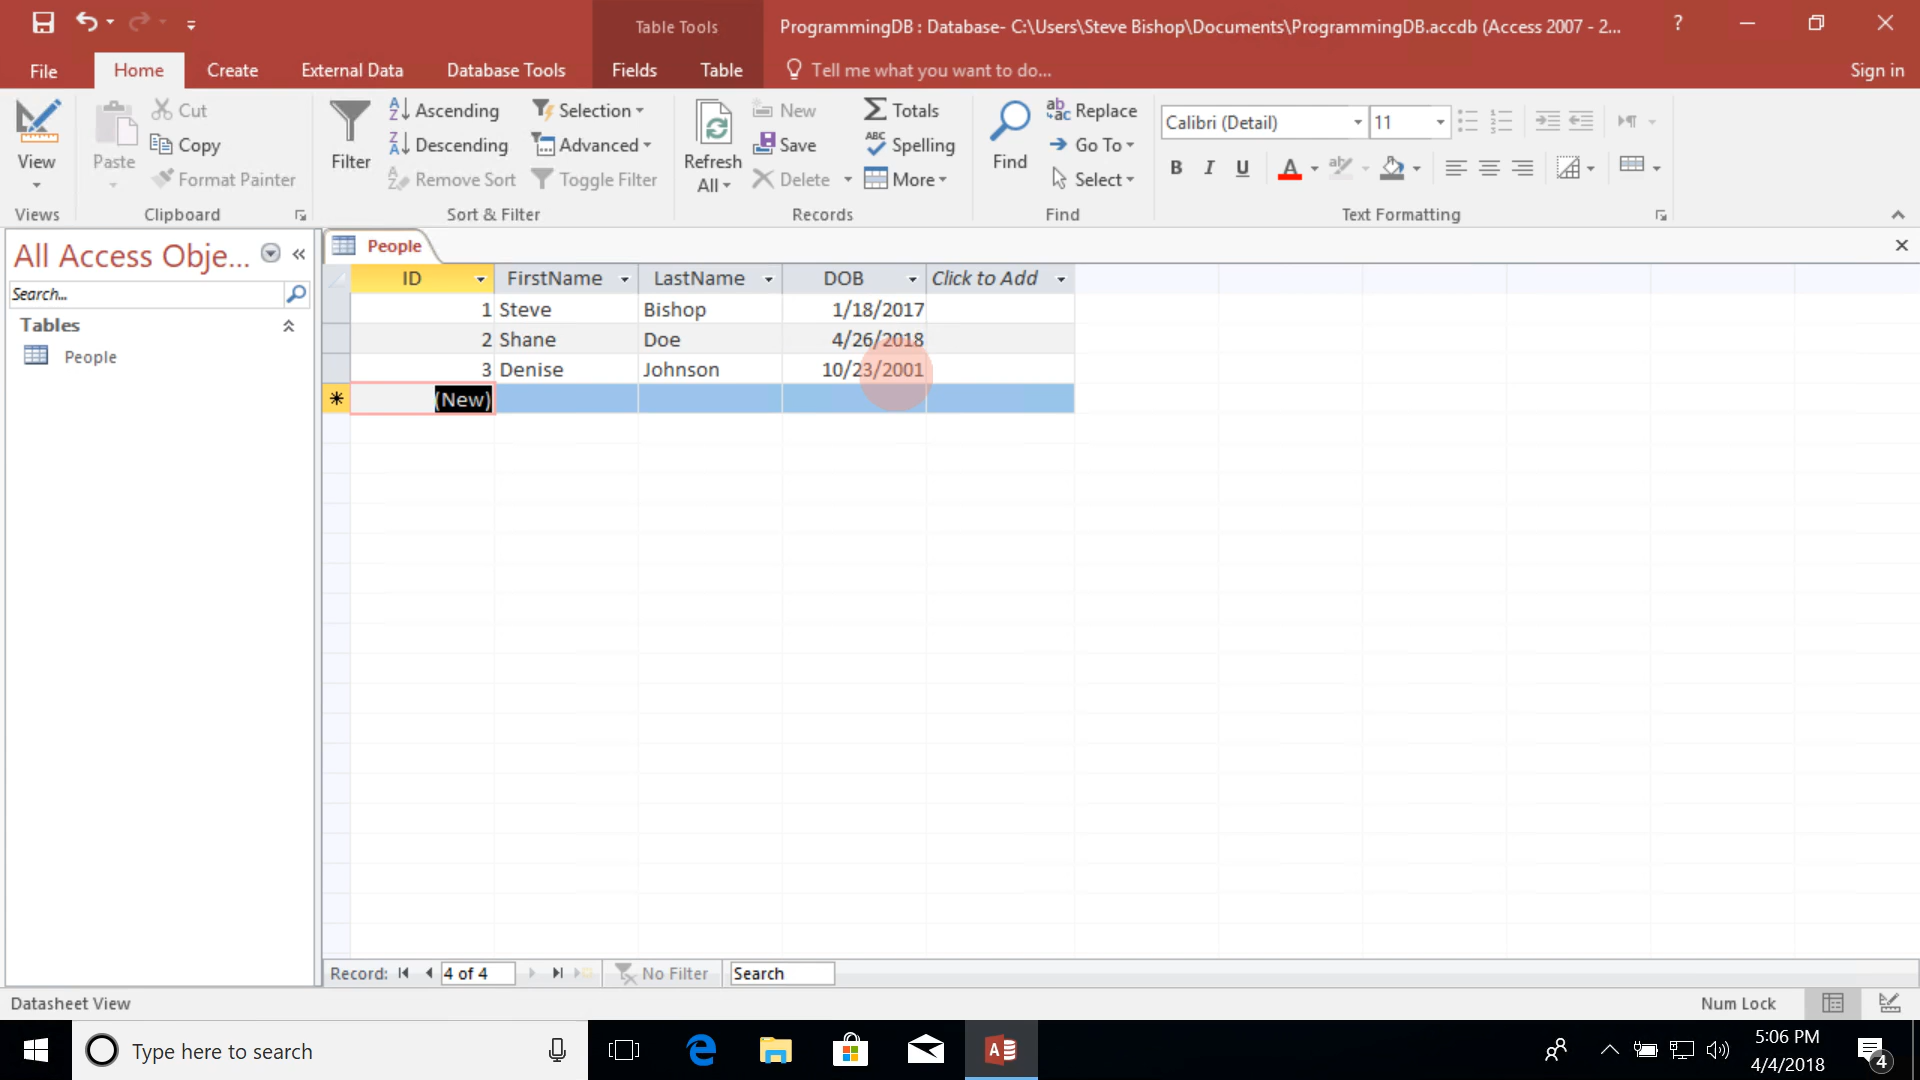 Table Tools
ProgrammingDB : Database- C:\Users\Steve Bishop\Documents\ProgrammingDB.accdb (Access 2007 - 2...
?
File
Home
Create
External Data
Database Tools
Fields
Table
Tell me what you want to do...
Sign in
View
Views
Paste
Cut
Copy
Format Painter
Clipboard
Filter
Ascending
Descending
Remove Sort
Selection
Advanced
Toggle Filter
Sort & Filter
Refresh
All
New
Save
Delete
Totals
Spelling
More
Records
Find
Replace
Go To
Select
Find
Calibri (Detail)
11
B I U
Text Formatting
All Access Obje...
Search...
Tables
People
People
ID FirstName LastName DOB Click to Add
1 Steve Bishop 1/18/2017
2 Shane Doe 4/26/2018
3 Denise Johnson 10/23/2001
(New)
Record: 4 of 4 No Filter Search
Datasheet View
Num Lock
Type here to search
5:06 PM
4/4/2018
4